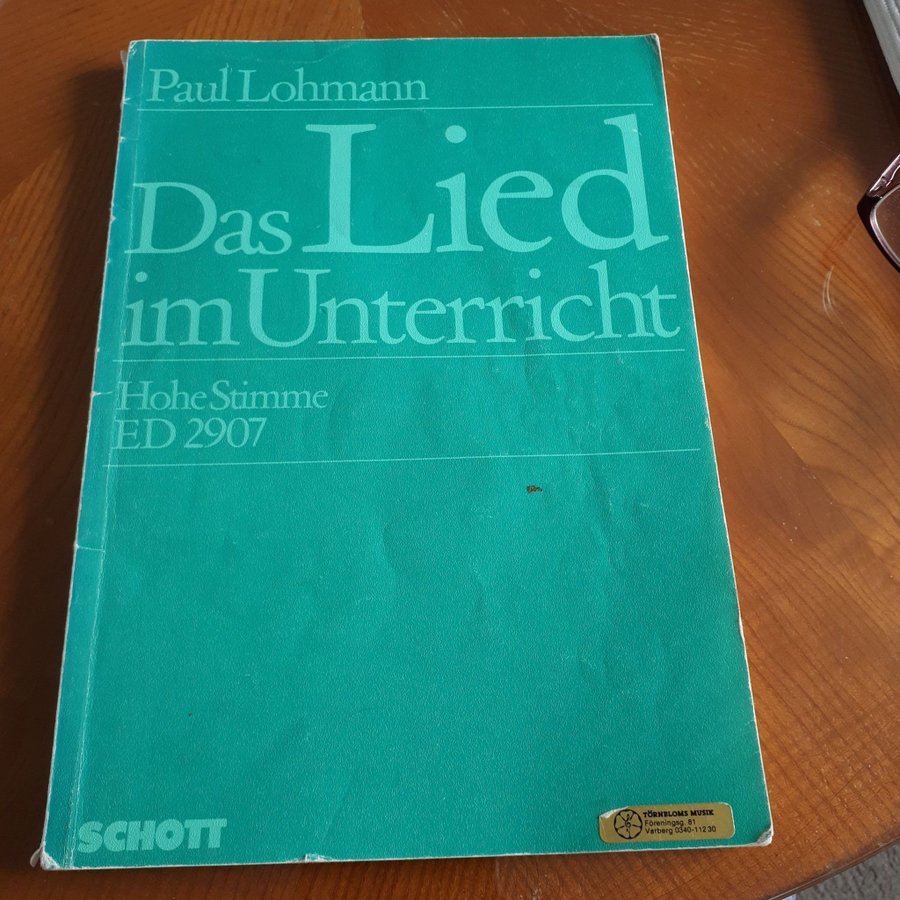 Paul Lohmann
Das Lied
im Unterricht
Hohe Stimme
ED 2907
SCHOTT
TÖRNBLOMS MUSIK
Föreningsg. 81
Varberg 0340-112 30